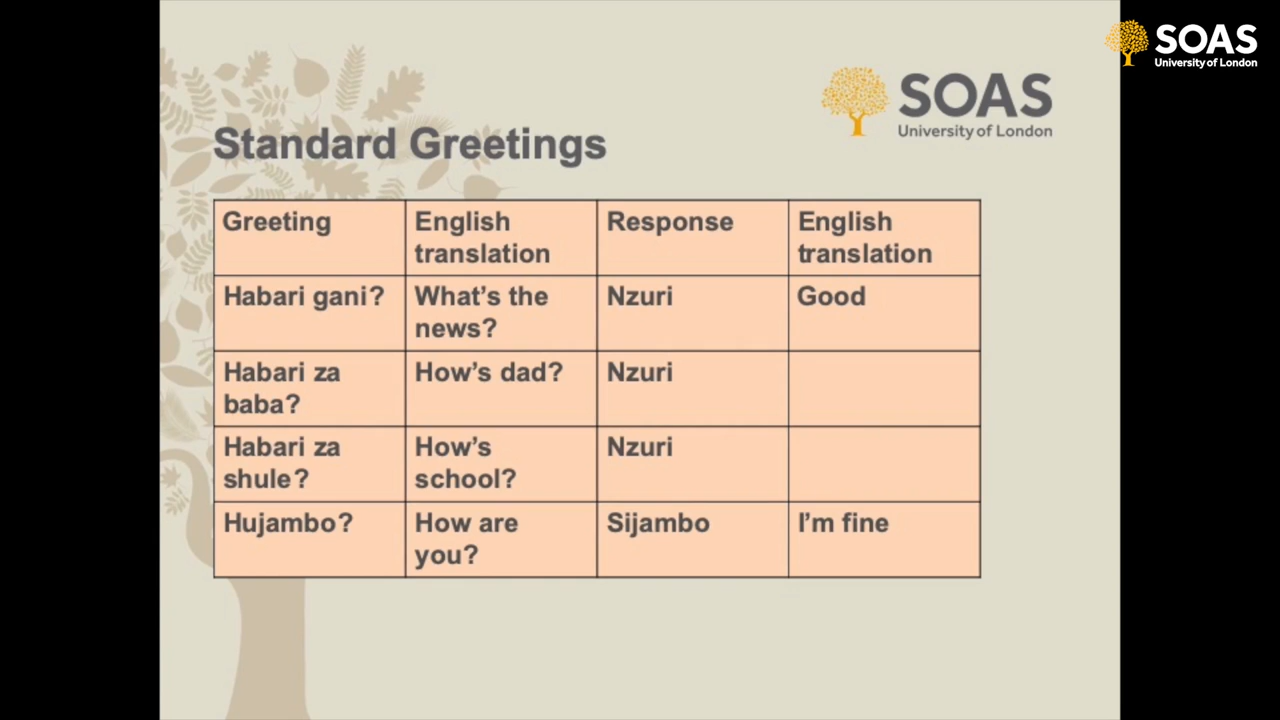 SOAS
University of London
SOAS
University of London
Standard Greetings
Greeting
English
translation
Response
English
translation
Habari gani?
What's the
news?
Nzuri
Good
Habari za
baba?
How's dad?
Nzuri
Habari za
shule?
How's
school?
Nzuri
Hujambo?
How are
you?
Sijambo
I'm fine